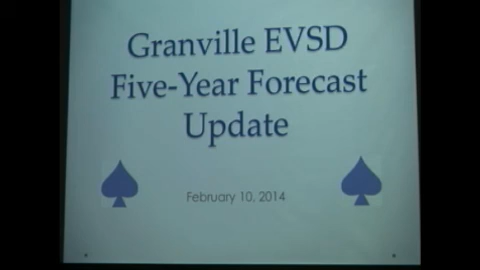 Granville EVSD
Five-Year Forecast
Update
February 10, 2014